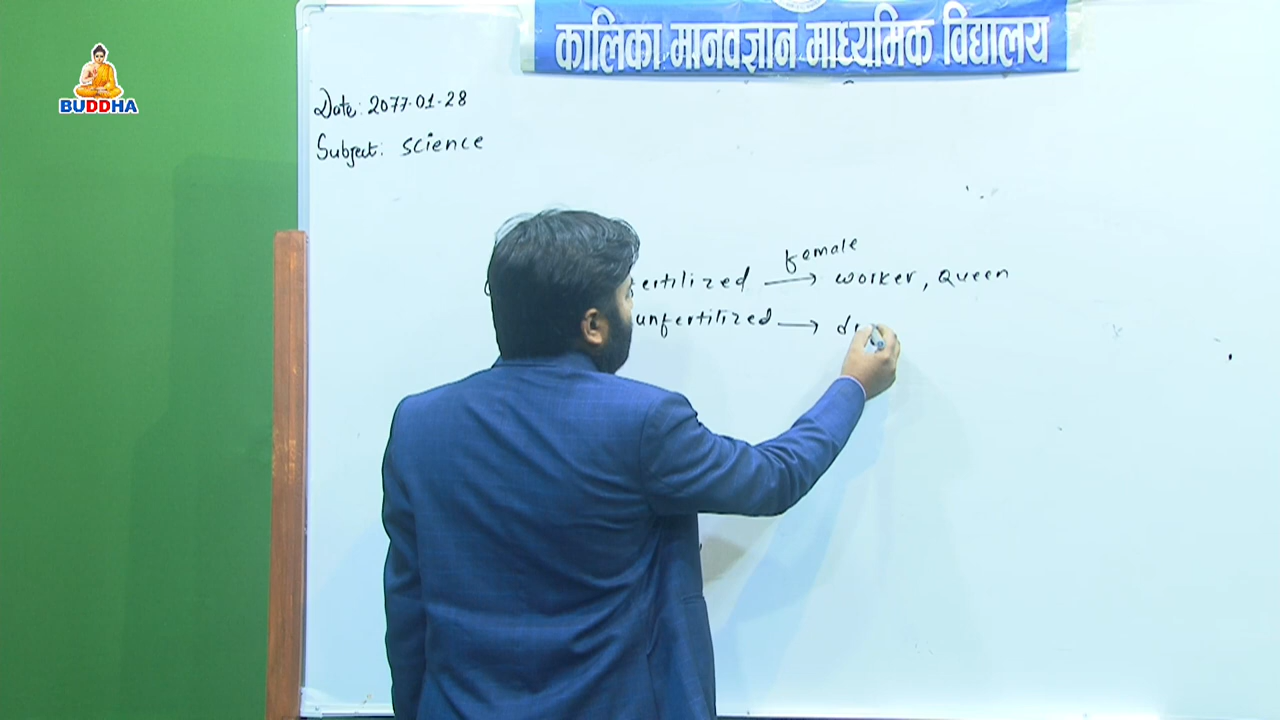 कालिका मानवज्ञान माध्यमिक विद्यालय
BUDDHA
Date: 2077-01-28
Subject: science
female
ertilized → worker, Queen
unfertilized →